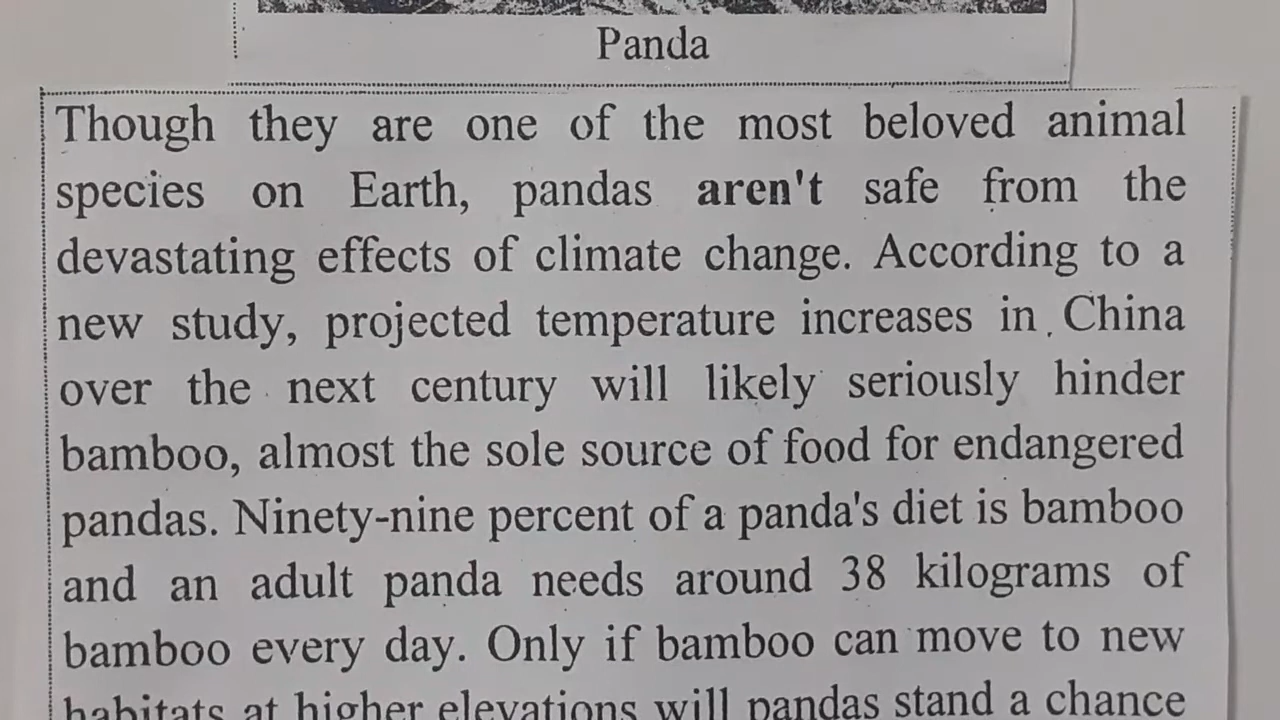 Panda
Though they are one of the most beloved animal
species on Earth, pandas aren't safe from the
devastating effects of climate change. According to a
new study, projected temperature increases in China
over the next century will likely seriously hinder
bamboo, almost the sole source of food for endangered
pandas. Ninety-nine percent of a panda's diet is bamboo
and an adult panda needs around 38 kilograms of
bamboo every day. Only if bamboo can move to new
habitats at higher elevations will pandas stand a chance